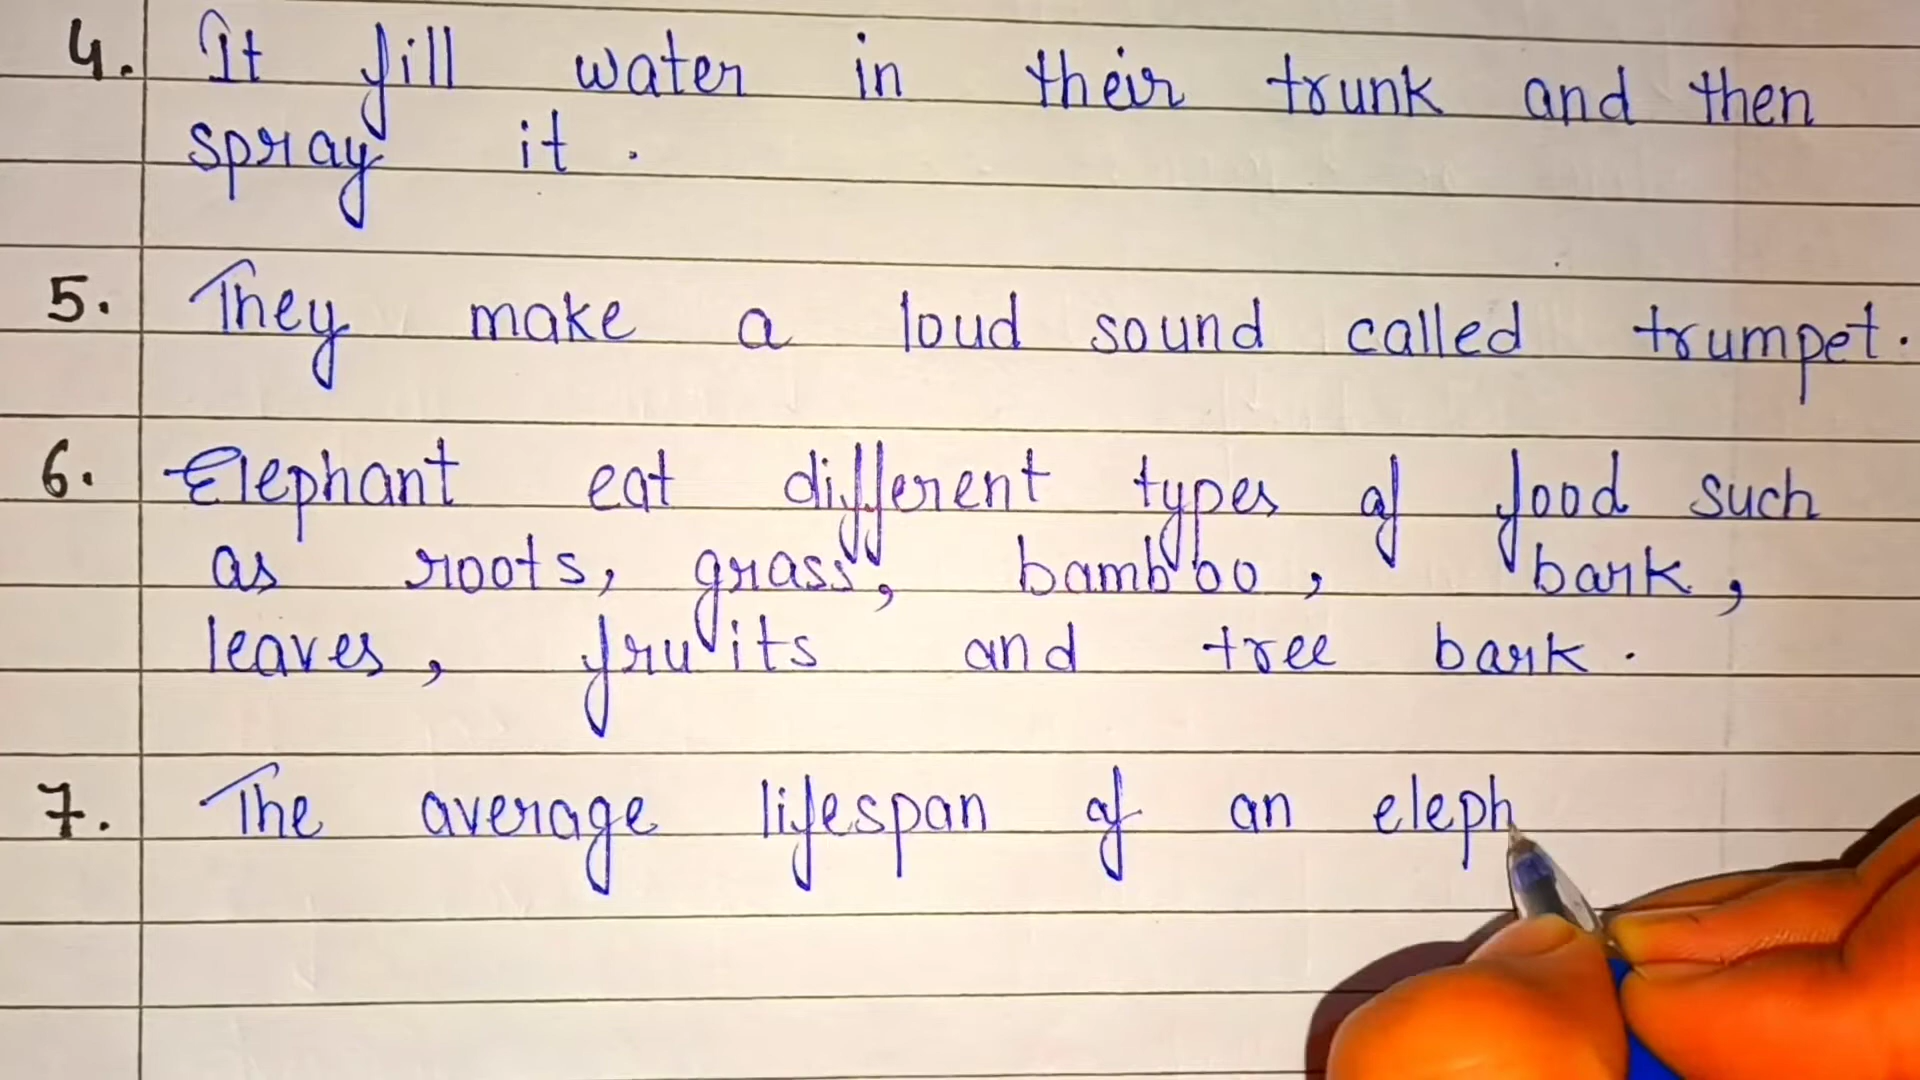 4. It fill water in their trunk and then
spray it.
5. They make a loud sound called trumpet.
6. Elephant eat different types of food such
as roots, grass, bamboo, bark,
leaves, fruits and tree bark.
7. The average lifespan of an eleph